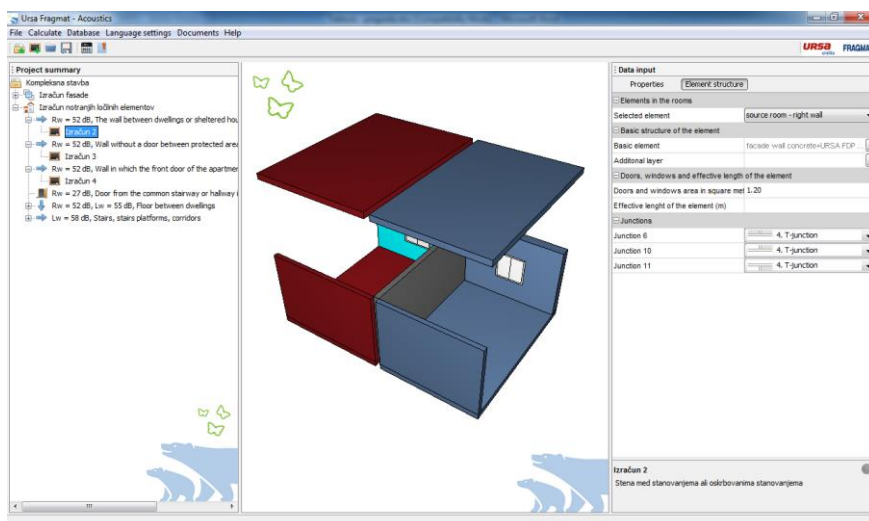 Ursa Fragmat - Acoustics
File Calculate Database Language settings Documents Help
URSA
FRAGMA
Project summary
Kompleksna stavba
Izračun fasade
Izračun notranjih ločilnih elementov
Rw = 52 dB, The wall between dwellings or sheltered hou
Izračun 2
Rw = 52 dB, Wall without a door between protected area
Izračun 3
Rw = 52 dB, Wall in which the front door of the apartmer
Izračun 4
Rw = 27 dB, Door from the common stairway or hallway i
Rw = 52 dB, Lw = 55 dB, Floor between dwellings
Lw = 58 dB, Stairs, stairs platforms, corridors
Data input
Properties Element structure
Elements in the rooms
Selected element source room - right wall
Basic structure of the element
Basic element facade wall concrete+URSA FDP ...
Additonal layer
Doors, windows and effective length of the element
Doors and windows area in square met 1.20
Effective lenght of the element (m)
Junctions
Junction 6 4. T-junction
Junction 10 4. T-junction
Junction 11 4. T-junction
Izračun 2
Stena med stanovanjema ali oskrbovanima stanovanjema